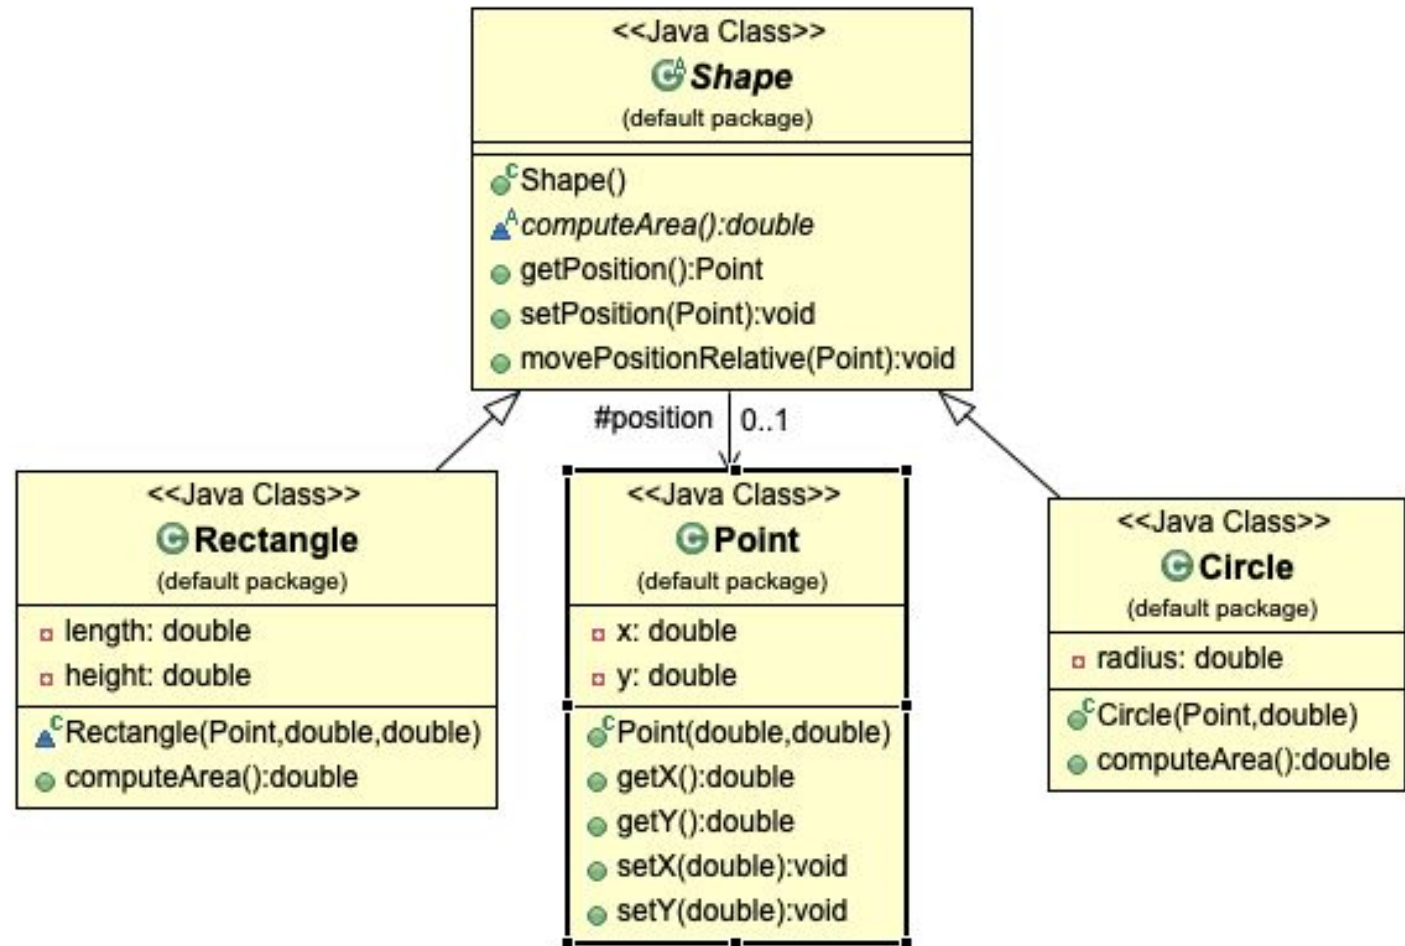 <<Java Class>>
Shape
(default package)
Shape()
computeArea():double
getPosition():Point
setPosition(Point):void
movePositionRelative(Point):void
#position 0..1
<<Java Class>>
Rectangle
(default package)
length: double
height: double
Rectangle(Point,double,double)
computeArea():double
<<Java Class>>
Point
(default package)
x: double
y: double
Point(double,double)
getX():double
getY():double
setX(double):void
setY(double):void
<<Java Class>>
Circle
(default package)
radius: double
Circle(Point,double)
computeArea():double